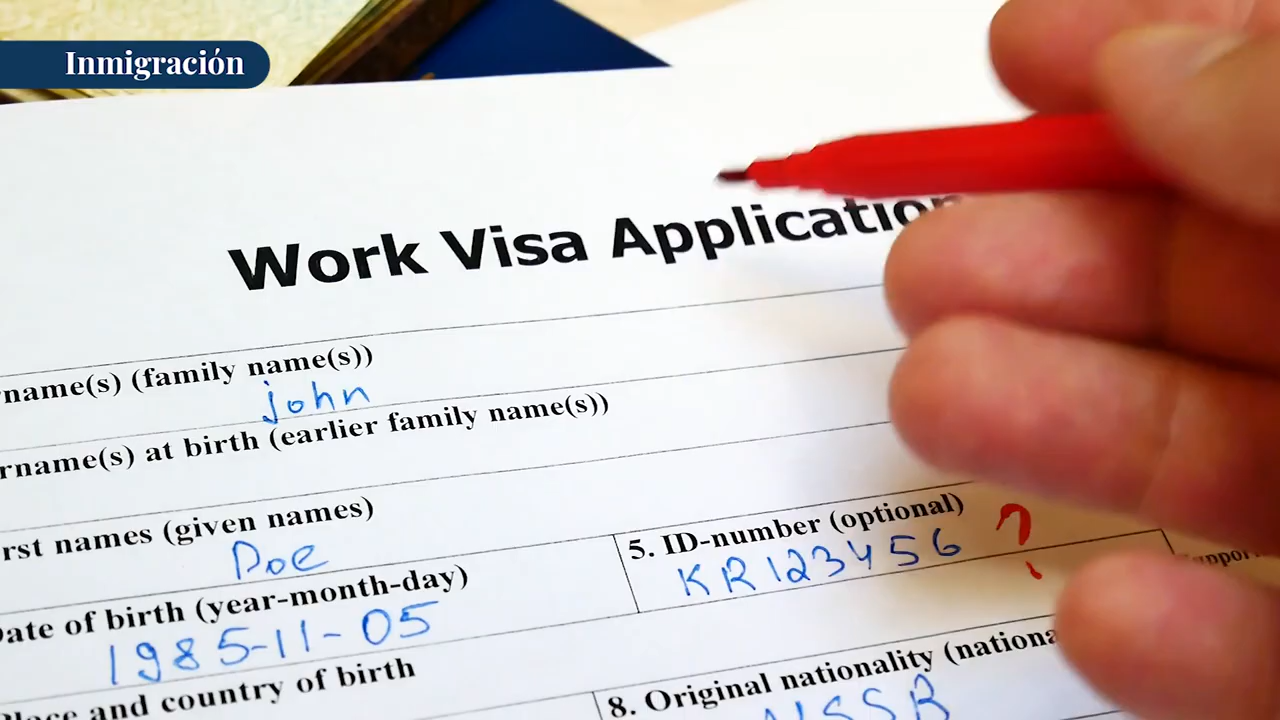 Inmigración
Work Visa Application
name(s) (family name(s))
john
rname(s) at birth (earlier family name(s))
rst names (given names)
Doe
5. ID-number (optional)
KR123456 ?
Date of birth (year-month-day)
1985-11-05
Place and country of birth
8. Original nationality (nationa